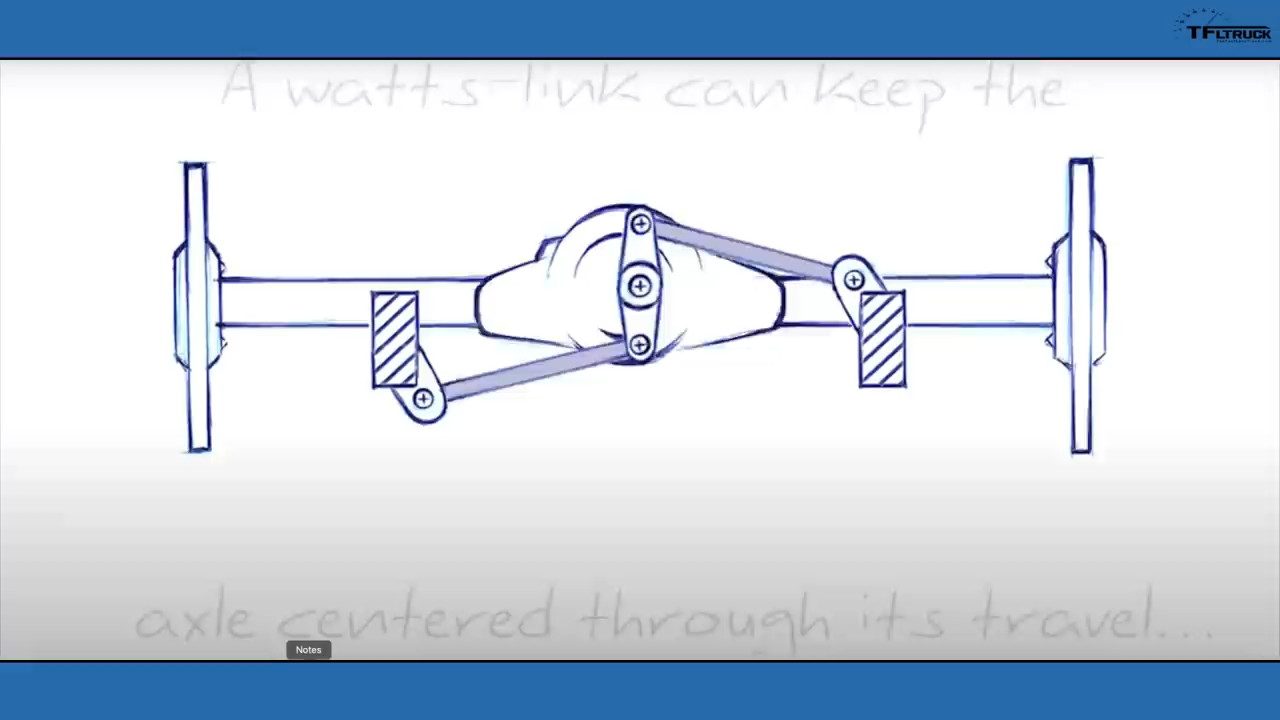 TFLTRUCK
A watts-link can keep the
axle centered through its travel...
Notes